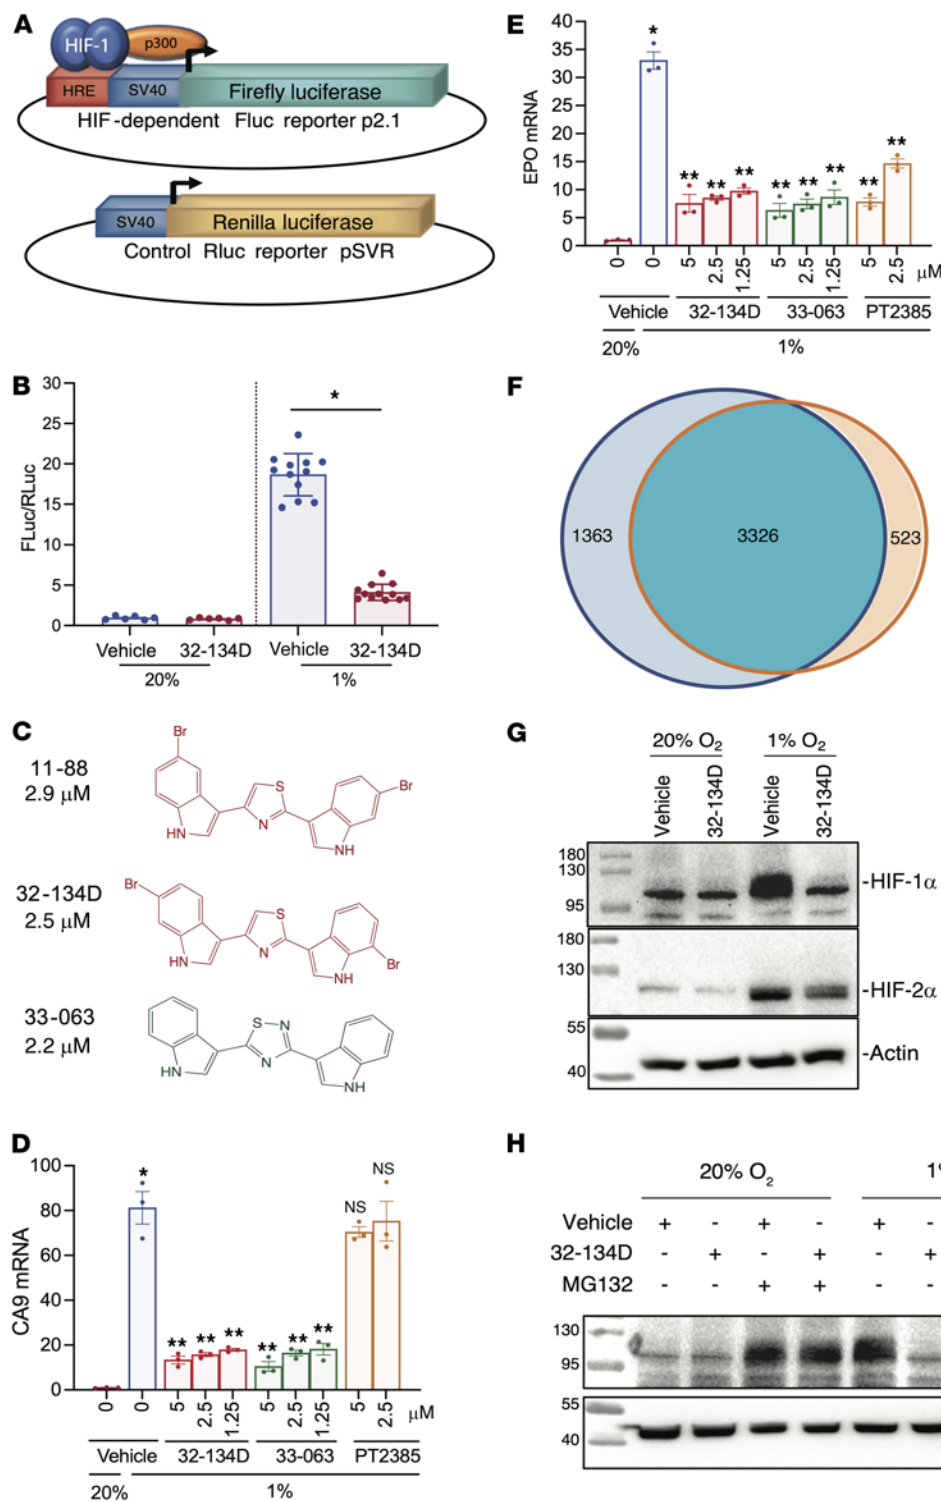 A
HIF-1
p300
HRE
SV40
Firefly luciferase
HIF-dependent Fluc reporter p2.1
SV40
Renilla luciferase
Control Rluc reporter pSVR
B
30
25
20
15
10
5
0
FLuc/RLuc
*
Vehicle
32-134D
Vehicle
32-134D
20%
1%
C
11-88
2.9 μM
Br
S
N
HN
NH
Br
32-134D
2.5 μM
Br
S
N
HN
NH
Br
33-063
2.2 μM
S
N
N
HN
NH
D
100
80
60
40
20
0
CA9 mRNA
*
** ** **
** ** **
NS
NS
0 0 5 2.5 1.25 5 2.5 1.25 5 2.5 μM
Vehicle 32-134D 33-063 PT2385
20% 1%
E
40
35
30
25
20
15
10
5
0
EPO mRNA
*
** ** **
** ** **
** **
0 0 5 2.5 1.25 5 2.5 1.25 5 2.5 μM
Vehicle 32-134D 33-063 PT2385
20% 1%
F
1363
3326
523
G
20% O2 1% O2
Vehicle
32-134D
Vehicle
32-134D
180
130
95
-HIF-1α
180
130
-HIF-2α
55
40
-Actin
H
20% O2
Vehicle + - + - + -
32-134D - + - + - +
MG132 - - + + - -
130
95
55
40